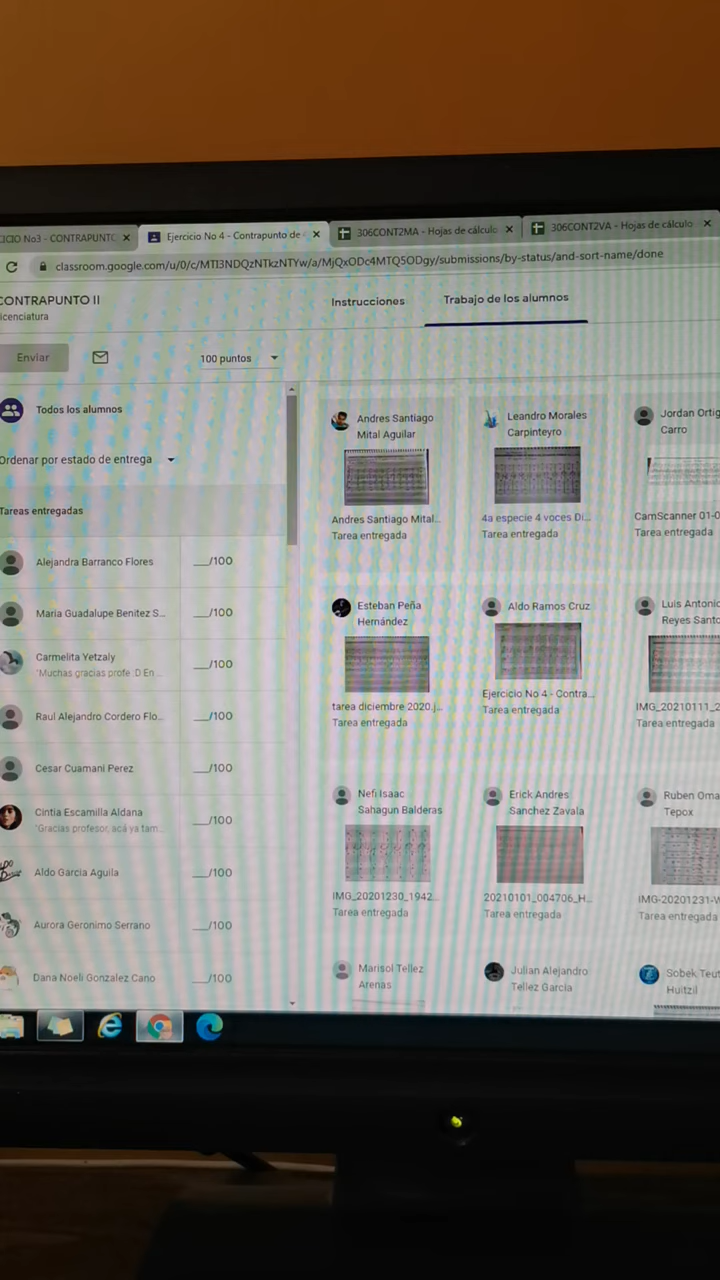 CICIO No3 - CONTRAPUNTO
Ejercicio No 4 - Contrapunto de
306CONT2MA - Hojas de cálculo
306CONT2VA - Hojas de cálculo
classroom.google.com/u/0/c/MTI3NDQzNTkzNTYw/a/MjQxODc4MTQ5ODgy/submissions/by-status/and-sort-name/done
CONTRAPUNTO II
icenciatura
Instrucciones
Trabajo de los alumnos
Enviar
100 puntos
Todos los alumnos
Ordenar por estado de entrega
Tareas entregadas
Alejandra Barranco Flores
__/100
Maria Guadalupe Benitez S...
__/100
Carmelita Yetzaly
__/100
"Muchas gracias profe :D En ...
Raul Alejandro Cordero Flo...
__/100
Cesar Cuamani Perez
__/100
Cintia Escamilla Aldana
__/100
"Gracias profesor, acá ya tam...
Aldo Garcia Aguila
__/100
Aurora Geronimo Serrano
__/100
Dana Noeli Gonzalez Cano
__/100
Andres Santiago
Mital Aguilar
Andres Santiago Mital...
Tarea entregada
Leandro Morales
Carpinteyro
4a especie 4 voces Di...
Tarea entregada
Jordan Ortig
Carro
CamScanner 01-0
Tarea entregada
Esteban Peña
Hernández
tarea diciembre 2020.j...
Tarea entregada
Aldo Ramos Cruz
Ejercicio No 4 - Contra...
Tarea entregada
Luis Antonio
Reyes Santo
IMG_20210111_2
Tarea entregada
Nefi Isaac
Sahagun Balderas
IMG_20201230_1942...
Tarea entregada
Erick Andres
Sanchez Zavala
20210101_004706_H...
Tarea entregada
Ruben Oma
Tepox
IMG-20201231-W
Tarea entregada
Marisol Tellez
Arenas
Julian Alejandro
Tellez Garcia
Sobek Teut
Huitzil